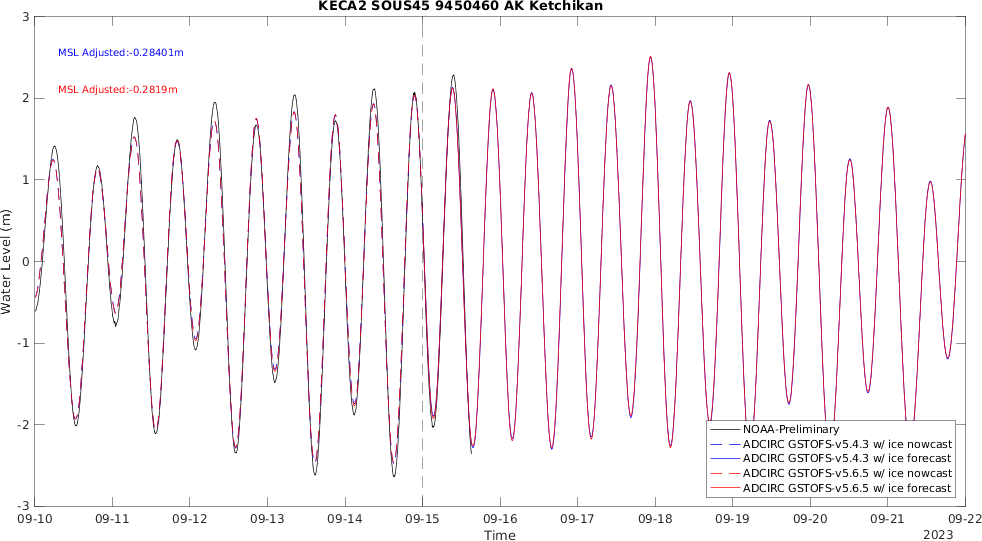 KECA2 SOUS45 9450460 AK Ketchikan
MSL Adjusted:-0.28401m
MSL Adjusted:-0.2819m
Water Level (m)
3
2
1
0
-1
-2
-3
NOAA-Preliminary
ADCIRC GSTOFS-v5.4.3 w/ ice nowcast
ADCIRC GSTOFS-v5.4.3 w/ ice forecast
ADCIRC GSTOFS-v5.6.5 w/ ice nowcast
ADCIRC GSTOFS-v5.6.5 w/ ice forecast
09-10 09-11 09-12 09-13 09-14 09-15 09-16 09-17 09-18 09-19 09-20 09-21 09-22
Time
2023